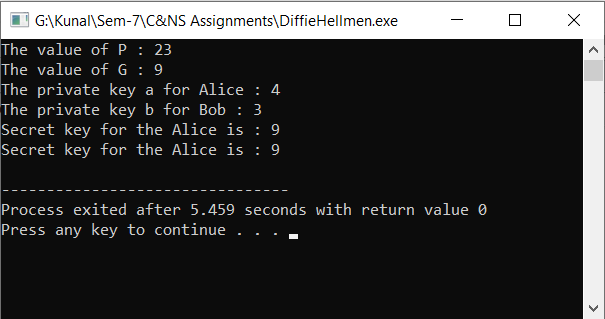 G:\Kunal\Sem-7\C&NS Assignments\DiffieHellmen.exe
The value of P : 23
The value of G : 9
The private key a for Alice : 4
The private key b for Bob : 3
Secret key for the Alice is : 9
Secret key for the Alice is : 9
--------------------------------
Process exited after 5.459 seconds with return value 0
Press any key to continue . . .